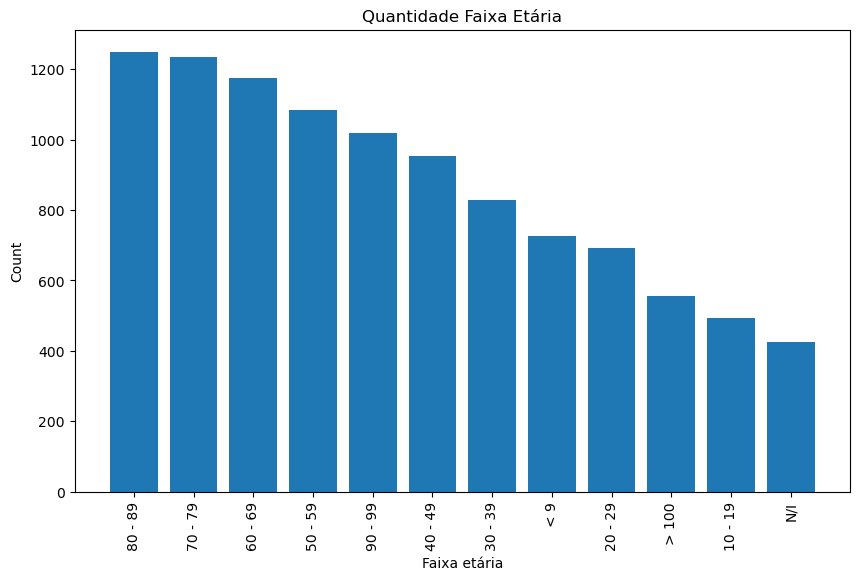 Quantidade Faixa Etária
Count
1200
1000
800
600
400
200
0
80 - 89
70 - 79
60 - 69
50 - 59
90 - 99
40 - 49
30 - 39
< 9
20 - 29
> 100
10 - 19
N/I
Faixa etária